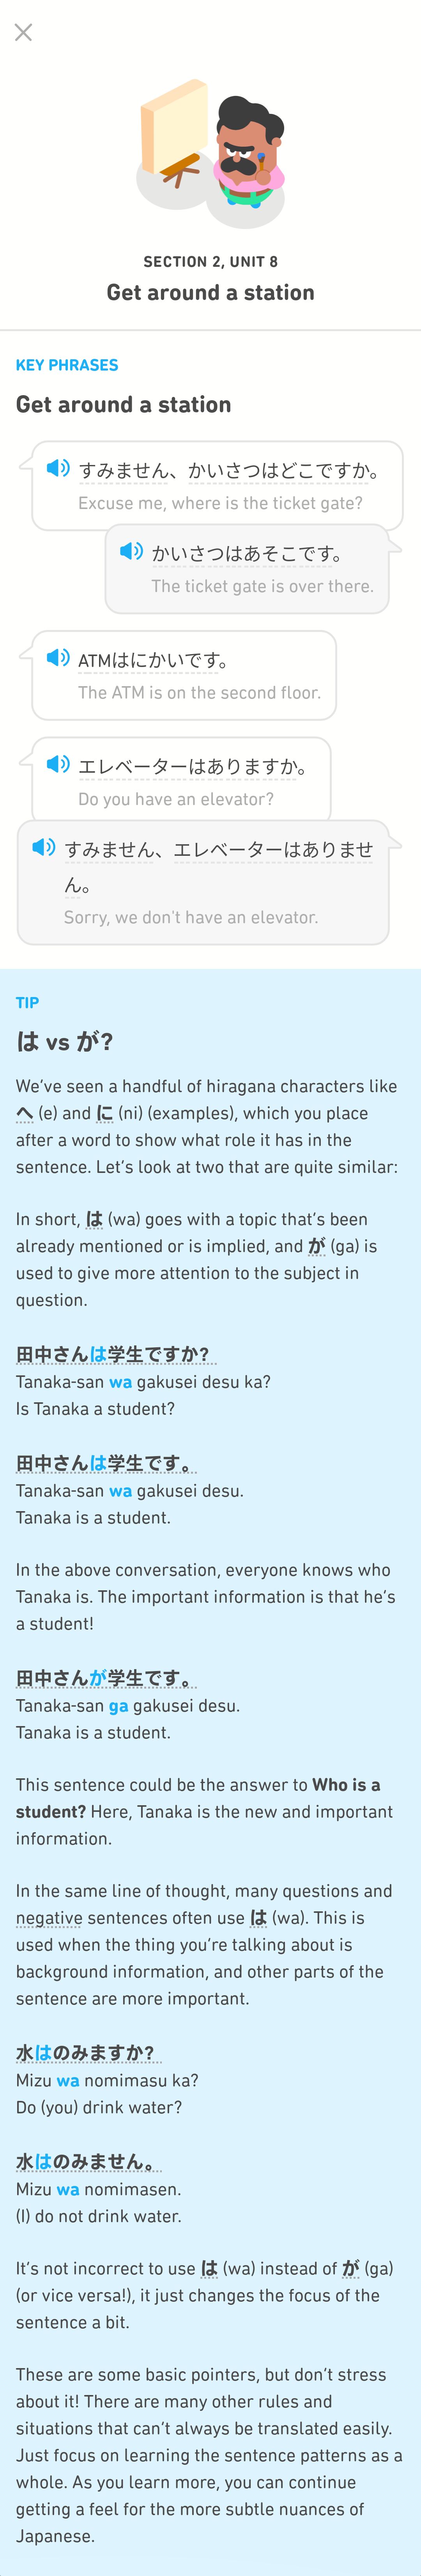 SECTION 2, UNIT 8
Get around a station
KEY PHRASES
Get around a station
すみません、かいさつはどこですか。
Excuse me, where is the ticket gate?
かいさつはあそこです。
The ticket gate is over there.
ATMはにかいです。
The ATM is on the second floor.
エレベーターはありますか。
Do you have an elevator?
すみません、エレベーターはありませ
ん。
Sorry, we don't have an elevator.
TIP
は vs が?
We've seen a handful of hiragana characters like
へ (e) and に (ni) (examples), which you place
after a word to show what role it has in the
sentence. Let's look at two that are quite similar:
In short, は (wa) goes with a topic that's been
already mentioned or is implied, and が (ga) is
used to give more attention to the subject in
question.
田中さんは学生ですか?
Tanaka-san wa gakusei desu ka?
Is Tanaka a student?
田中さんは学生です。
Tanaka-san wa gakusei desu.
Tanaka is a student.
In the above conversation, everyone knows who
Tanaka is. The important information is that he's
a student!
田中さんが学生です。
Tanaka-san ga gakusei desu.
Tanaka is a student.
This sentence could be the answer to Who is a
student? Here, Tanaka is the new and important
information.
In the same line of thought, many questions and
negative sentences often use は (wa). This is
used when the thing you're talking about is
background information, and other parts of the
sentence are more important.
水はのみますか?
Mizu wa nomimasu ka?
Do (you) drink water?
水はのみません。
Mizu wa nomimasen.
(I) do not drink water.
It's not incorrect to use は (wa) instead of が (ga)
(or vice versa!), it just changes the focus of the
sentence a bit.
These are some basic pointers, but don't stress
about it! There are many other rules and
situations that can't always be translated easily.
Just focus on learning the sentence patterns as a
whole. As you learn more, you can continue
getting a feel for the more subtle nuances of
Japanese.